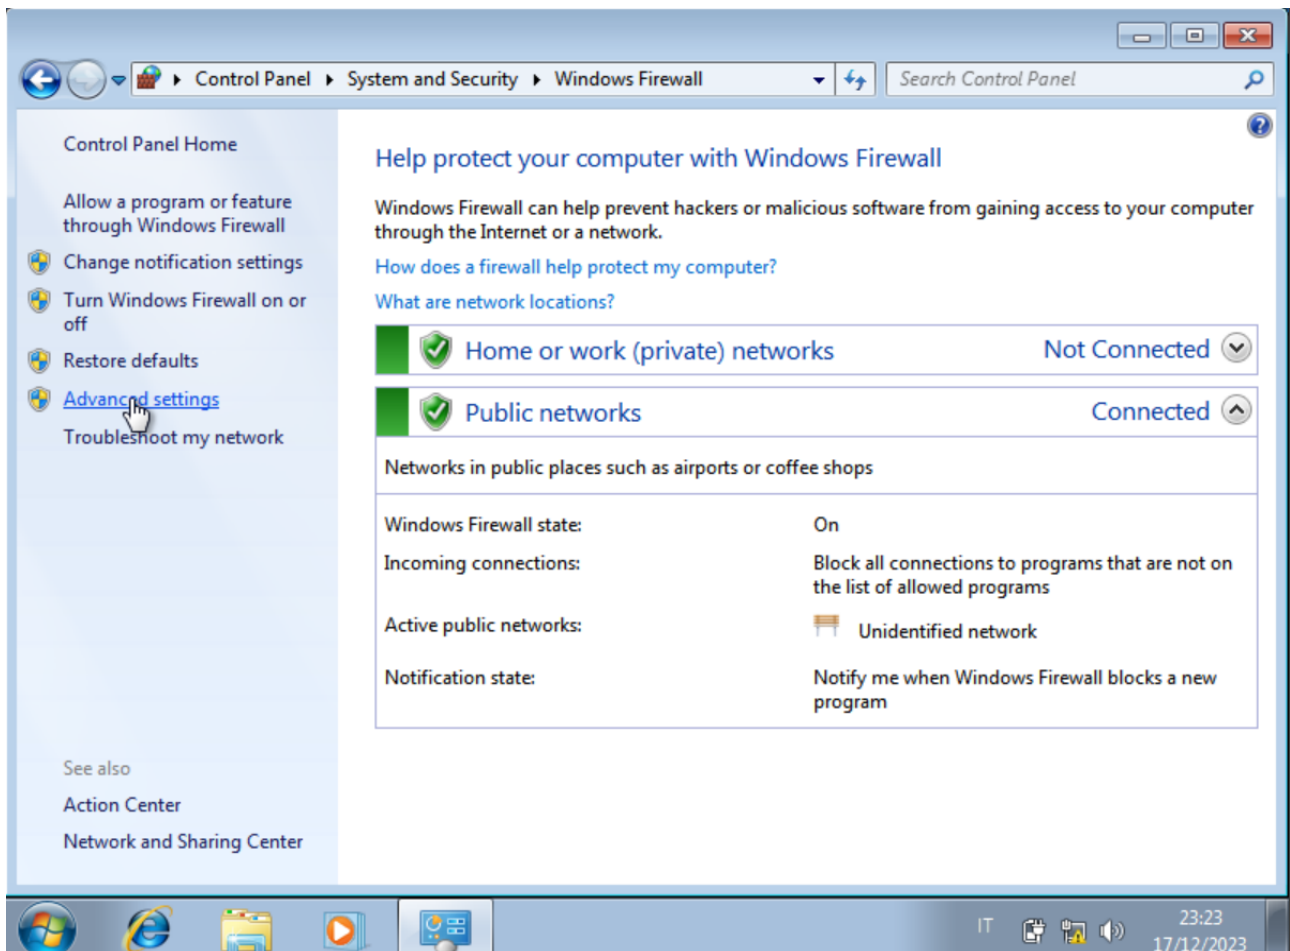 Control Panel
System and Security
Windows Firewall
Search Control Panel
Control Panel Home
Allow a program or feature
through Windows Firewall
Change notification settings
Turn Windows Firewall on or
off
Restore defaults
Advanced settings
Troubleshoot my network
See also
Action Center
Network and Sharing Center
Help protect your computer with Windows Firewall
Windows Firewall can help prevent hackers or malicious software from gaining access to your computer
through the Internet or a network.
How does a firewall help protect my computer?
What are network locations?
Home or work (private) networks
Not Connected
Public networks
Connected
Networks in public places such as airports or coffee shops
Windows Firewall state:
On
Incoming connections:
Block all connections to programs that are not on
the list of allowed programs
Active public networks:
Unidentified network
Notification state:
Notify me when Windows Firewall blocks a new
program
IT
23:23
17/12/2023